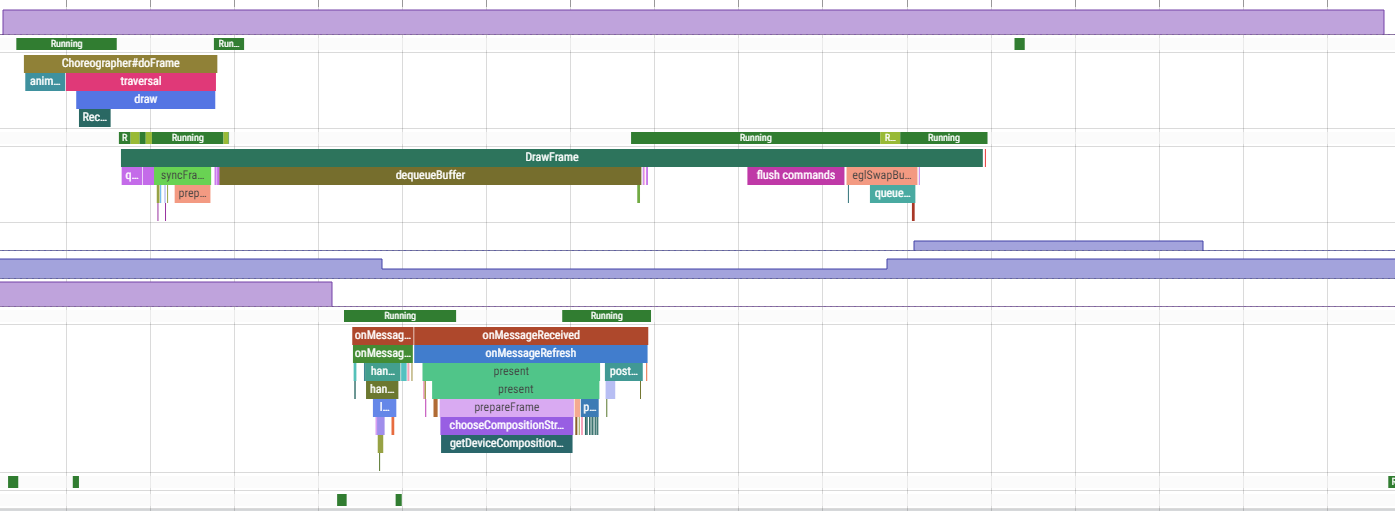 Running Run...
Choreographer#doFrame
anim... traversal
draw
Rec...
R Running Running R... Running
DrawFrame
q... syncFra... dequeueBuffer flush commands eglSwapBu...
prep... queue...
Running Running
onMessag... onMessageReceived
onMessag... onMessageRefresh
han... present post...
han... present
l... prepareFrame p...
chooseCompositionStr...
getDeviceComposition...